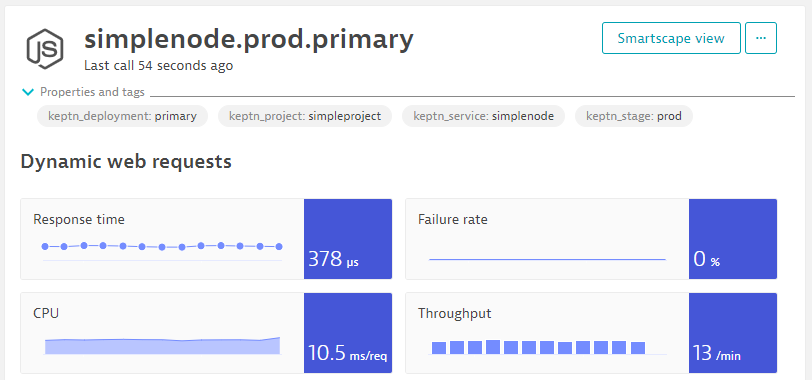 JS
simplenode.prod.primary
Last call 54 seconds ago
Smartscape view
...
Properties and tags
keptn_deployment: primary
keptn_project: simpleproject
keptn_service: simplenode
keptn_stage: prod
Dynamic web requests
Response time
378 µs
Failure rate
0 %
CPU
10.5 ms/req
Throughput
13 /min